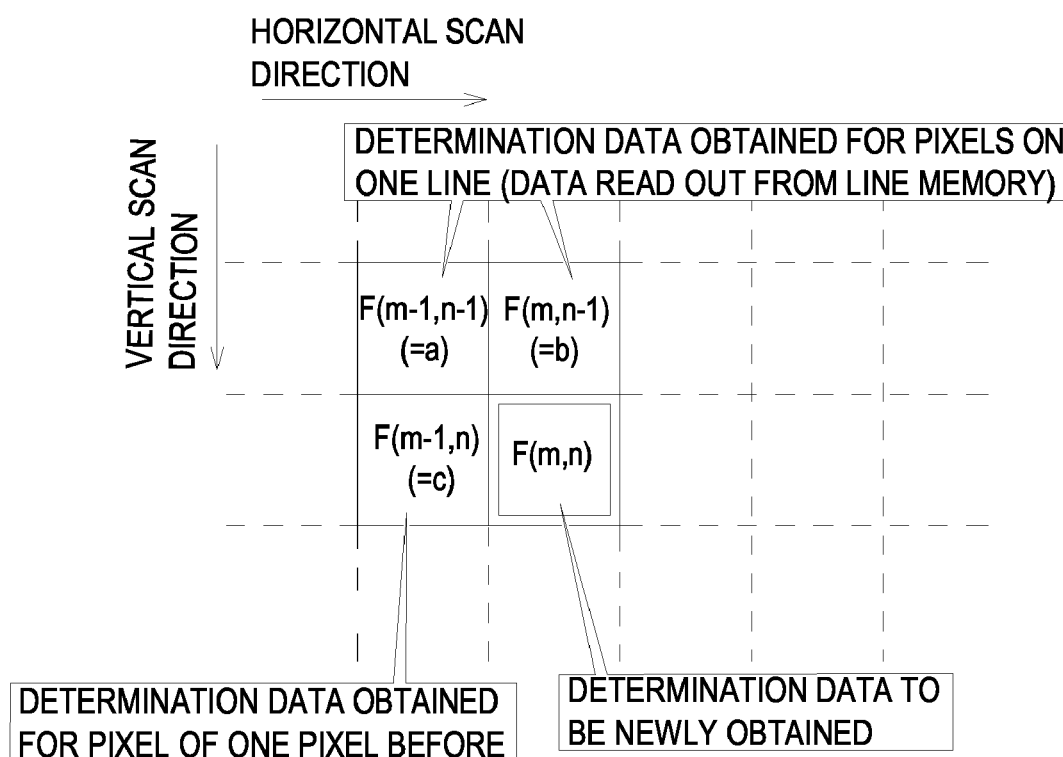 HORIZONTAL SCAN
DIRECTION
VERTICAL SCAN
DIRECTION
DETERMINATION DATA OBTAINED FOR PIXELS ON
ONE LINE (DATA READ OUT FROM LINE MEMORY)
F(m-1,n-1)
(=a)
F(m,n-1)
(=b)
F(m-1,n)
(=c)
F(m,n)
DETERMINATION DATA OBTAINED
FOR PIXEL OF ONE PIXEL BEFORE
DETERMINATION DATA TO
BE NEWLY OBTAINED